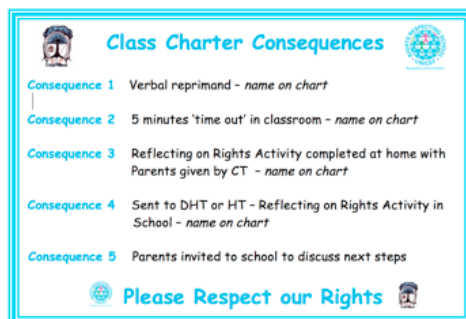 Class Charter Consequences
Consequence 1 Verbal reprimand – name on chart
Consequence 2 5 minutes ‘time out’ in classroom – name on chart
Consequence 3 Reflecting on Rights Activity completed at home with
Parents given by CT – name on chart
Consequence 4 Sent to DHT or HT – Reflecting on Rights Activity in
School – name on chart
Consequence 5 Parents invited to school to discuss next steps
Please Respect our Rights